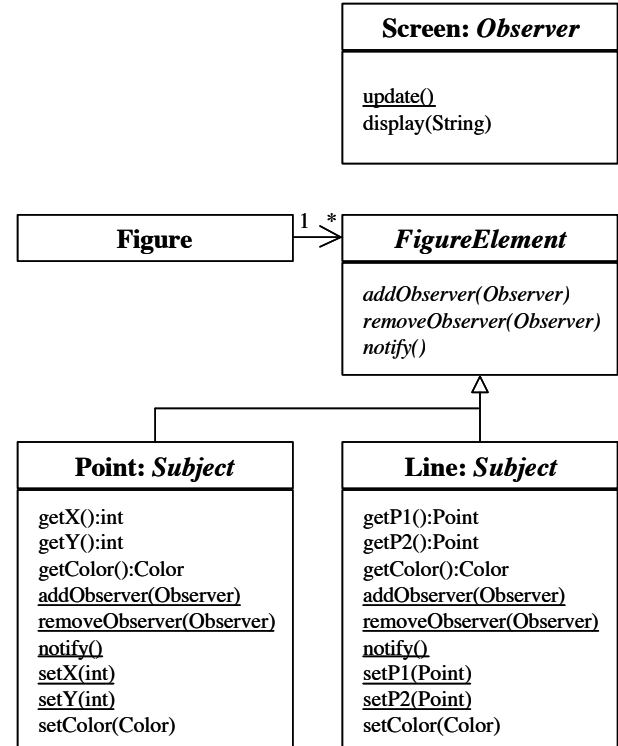 Screen: Observer
update()
display(String)
Figure
1 *
FigureElement
addObserver(Observer)
removeObserver(Observer)
notify()
Point: Subject
getX():int
getY():int
getColor():Color
addObserver(Observer)
removeObserver(Observer)
notify()
setX(int)
setY(int)
setColor(Color)
Line: Subject
getP1():Point
getP2():Point
getColor():Color
addObserver(Observer)
removeObserver(Observer)
notify()
setP1(Point)
setP2(Point)
setColor(Color)